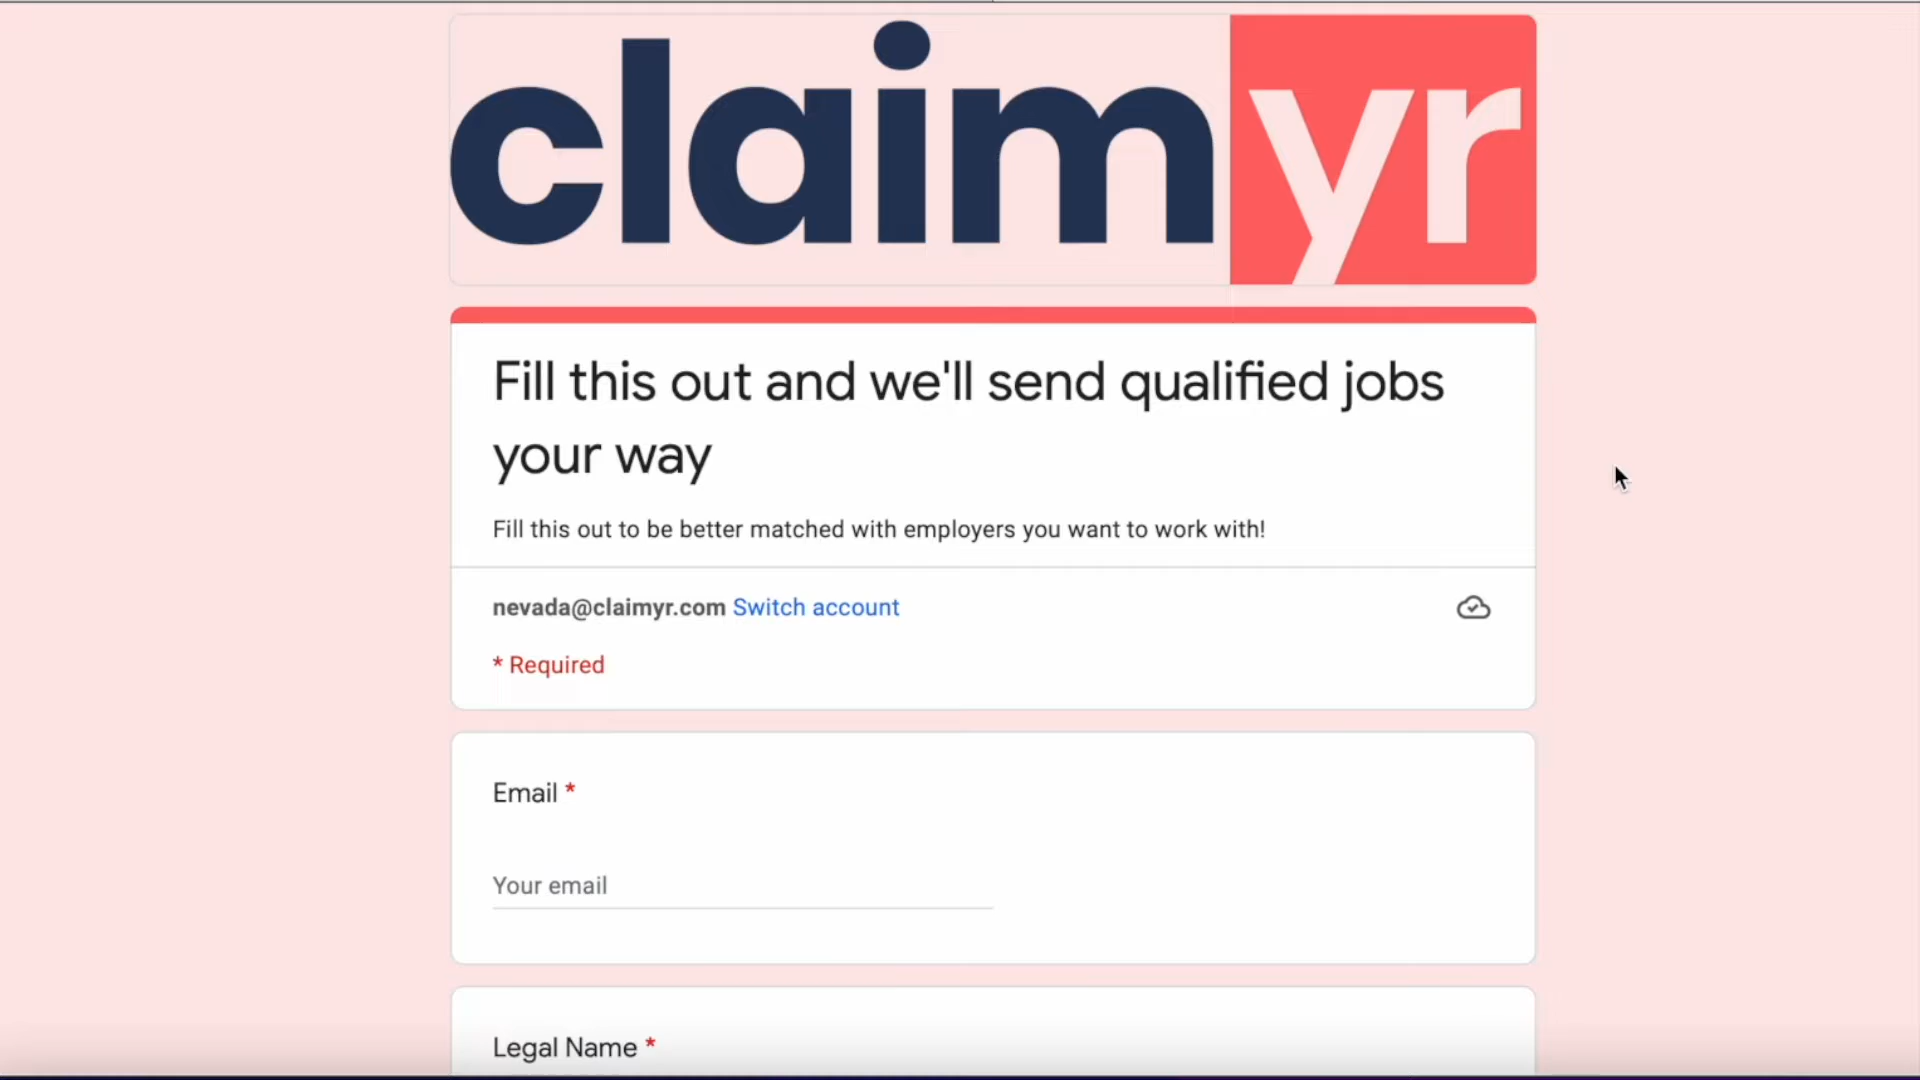 claimyr
Fill this out and we'll send qualified jobs
your way
Fill this out to be better matched with employers you want to work with!
nevada@claimyr.com Switch account
* Required
Email *
Your email
Legal Name *